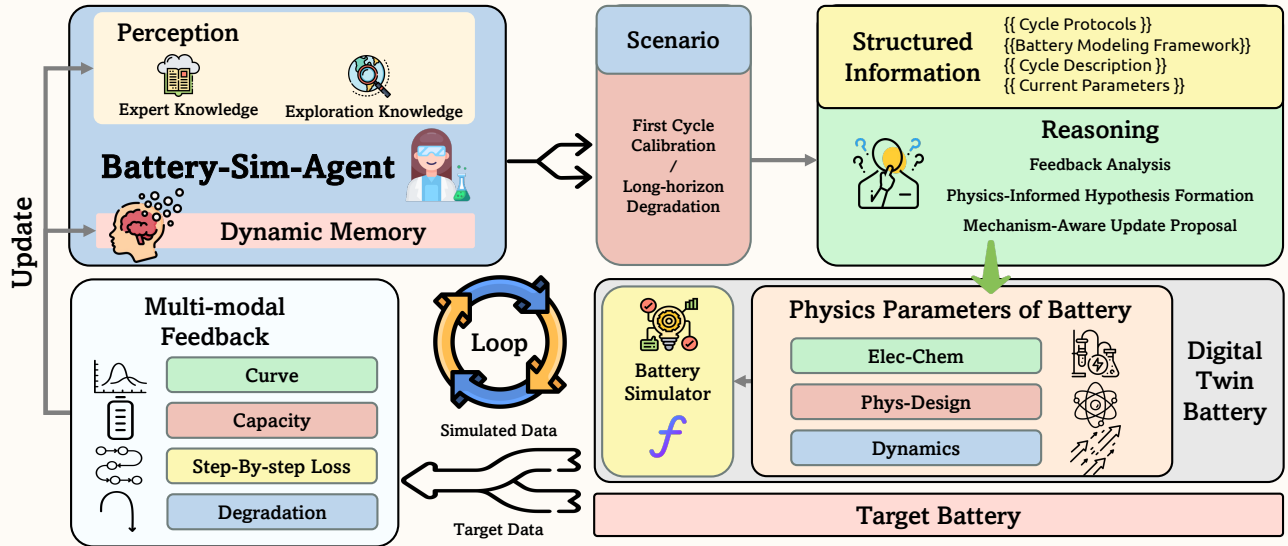 Perception
Expert Knowledge
Exploration Knowledge
Battery-Sim-Agent
Dynamic Memory
Update
Scenario
First Cycle
Calibration
/
Long-horizon
Degradation
Structured
Information
{{ Cycle Protocols }}
{{Battery Modeling Framework}}
{{ Cycle Description }}
{{ Current Parameters }}
Reasoning
Feedback Analysis
Physics-Informed Hypothesis Formation
Mechanism-Aware Update Proposal
Multi-modal
Feedback
Curve
Capacity
Step-By-step Loss
Degradation
Loop
Simulated Data
Target Data
Battery
Simulator
f
Physics Parameters of Battery
Elec-Chem
Phys-Design
Dynamics
Digital
Twin
Battery
Target Battery